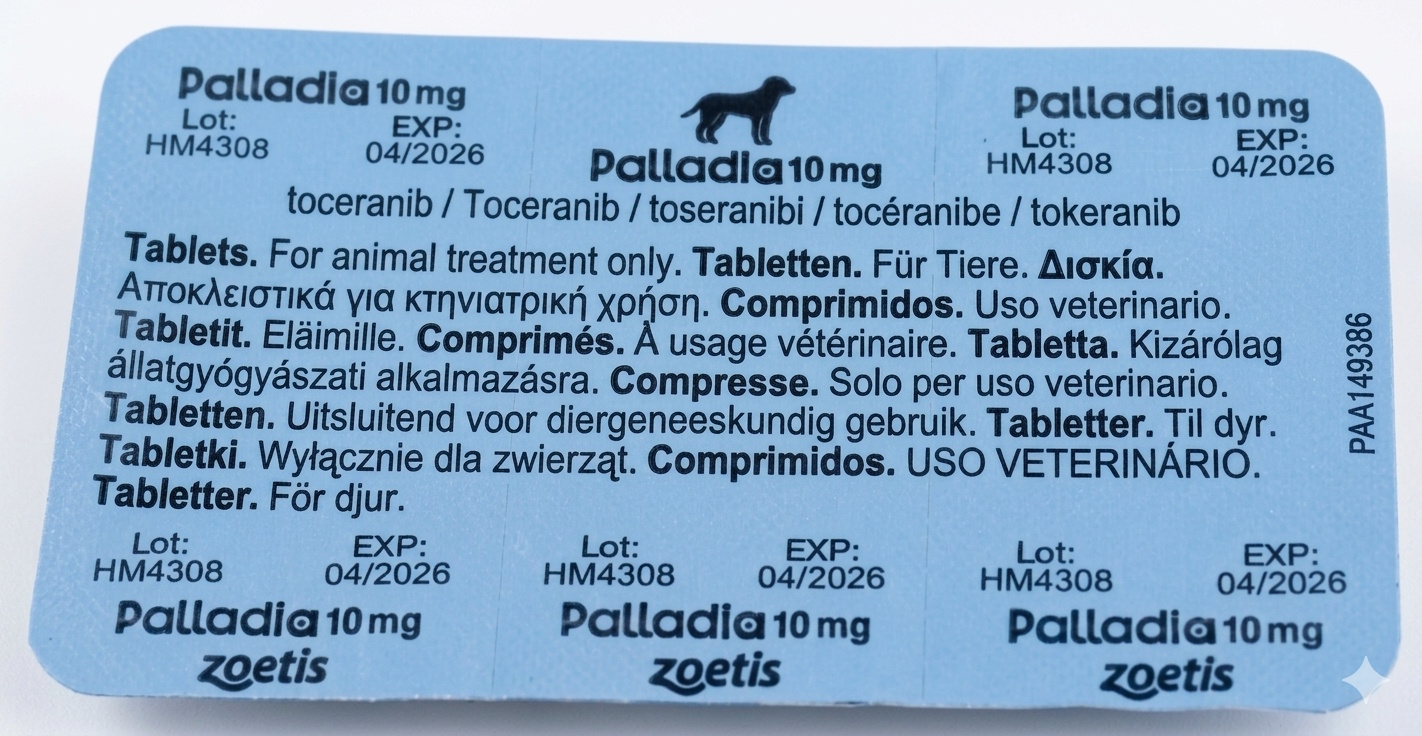 Palladia 10 mg
Lot: EXP:
HM4308 04/2026
Palladia 10 mg
Palladia 10 mg
Lot: EXP:
HM4308 04/2026
toceranib / Toceranib / toseranibi / tocéranibe / tokeranib
Tablets. For animal treatment only. Tabletten. Für Tiere. Δισκία.
Αποκλειστικά για κτηνιατρική χρήση. Comprimidos. Uso veterinario.
Tabletit. Eläimille. Comprimés. À usage vétérinaire. Tabletta. Kizárólag
állatgyógyászati alkalmazásra. Compresse. Solo per uso veterinario.
Tabletten. Uitsluitend voor diergeneeskundig gebruik. Tabletter. Til dyr.
Tabletki. Wyłącznie dla zwierząt. Comprimidos. USO VETERINÁRIO.
Tabletter. För djur.
PAA149386
Lot: EXP:
HM4308 04/2026
Palladia 10 mg
zoetis
Lot: EXP:
HM4308 04/2026
Palladia 10 mg
zoetis
Lot: EXP:
HM4308 04/2026
Palladia 10 mg
zoetis